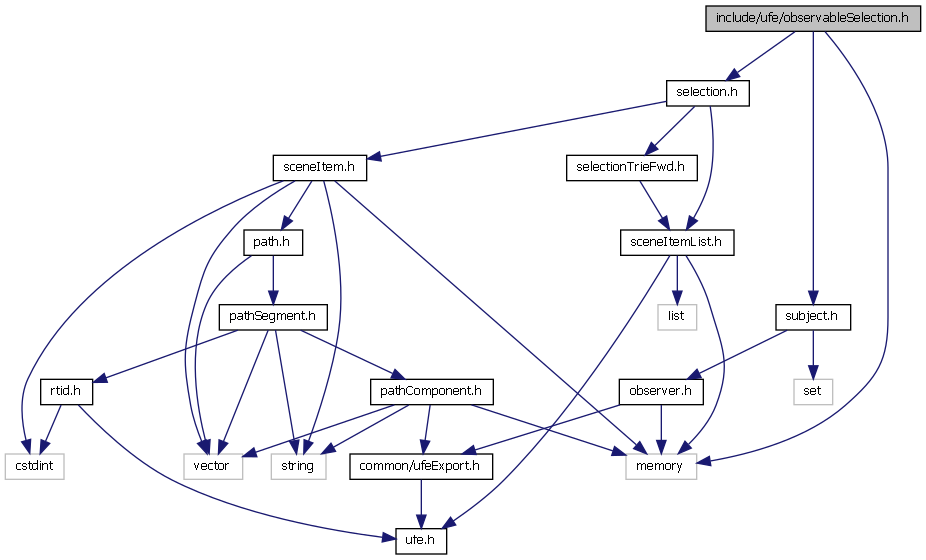 include/ufe/observableSelection.h
selection.h
sceneItem.h
selectionTrieFwd.h
path.h
sceneItemList.h
pathSegment.h
list
subject.h
rtid.h
pathComponent.h
observer.h
set
cstdint
vector
string
common/ufeExport.h
memory
ufe.h